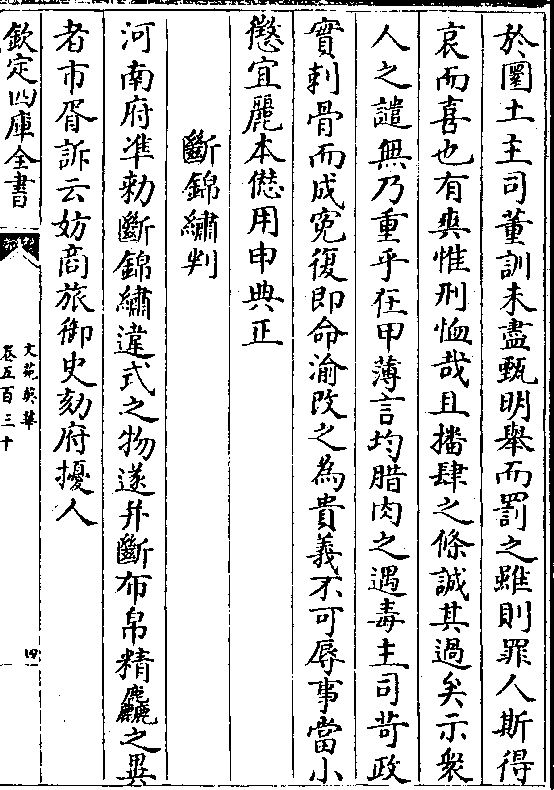 於圜土主司董訓未盡甄明舉而罰之雖則罪人斯得
哀而喜也有爽惟刑恤哉且播肆之條誠其過矣示衆
人之譴無乃重乎在甲薄言均腊肉之遇毒主司苛政
實刺骨而成寃復即命渝改之為貴義不可辱事當小
懲宜麗本愆用申典正
斷錦繡判
河南府準勅斷錦繡違式之物遂幷斷布帛精麤之異
者市胥訴云妨商旅御史劾府擾人
欽定四庫全書
文苑英華
卷五百三十
四